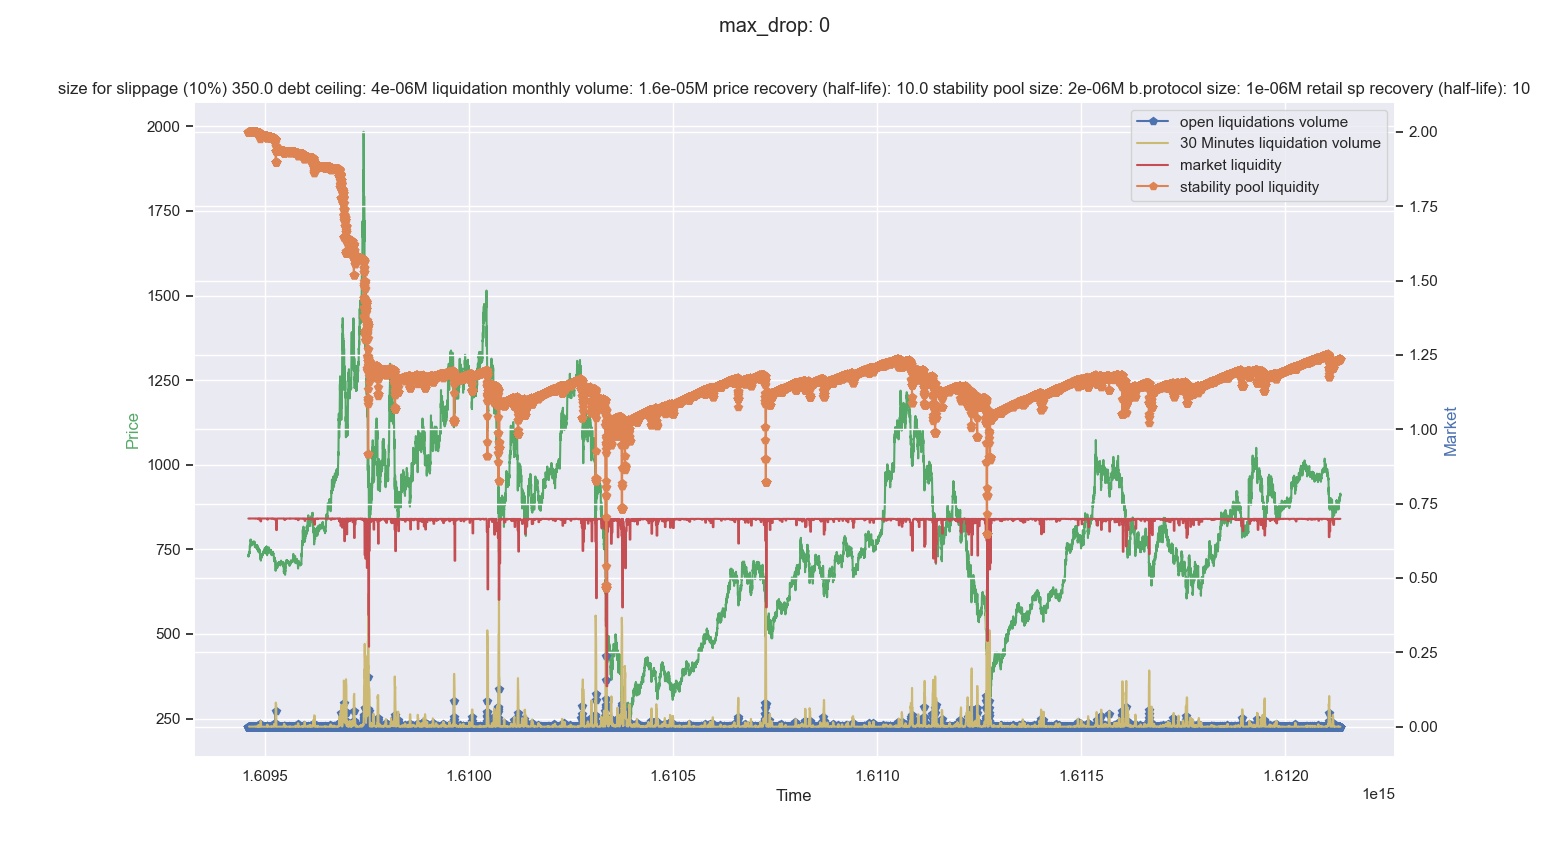 max_drop: 0
size for slippage (10%) 350.0 debt ceiling: 4e-06M liquidation monthly volume: 1.6e-05M price recovery (half-life): 10.0 stability pool size: 2e-06M b.protocol size: 1e-06M retail sp recovery (half-life): 10
open liquidations volume
30 Minutes liquidation volume
market liquidity
stability pool liquidity
2000
1750
1500
1250
1000
750
500
250
Price
2.00
1.75
1.50
1.25
1.00
0.75
0.50
0.25
0.00
Market
1.6095
1.6100
1.6105
1.6110
1.6115
1.6120
1e15
Time